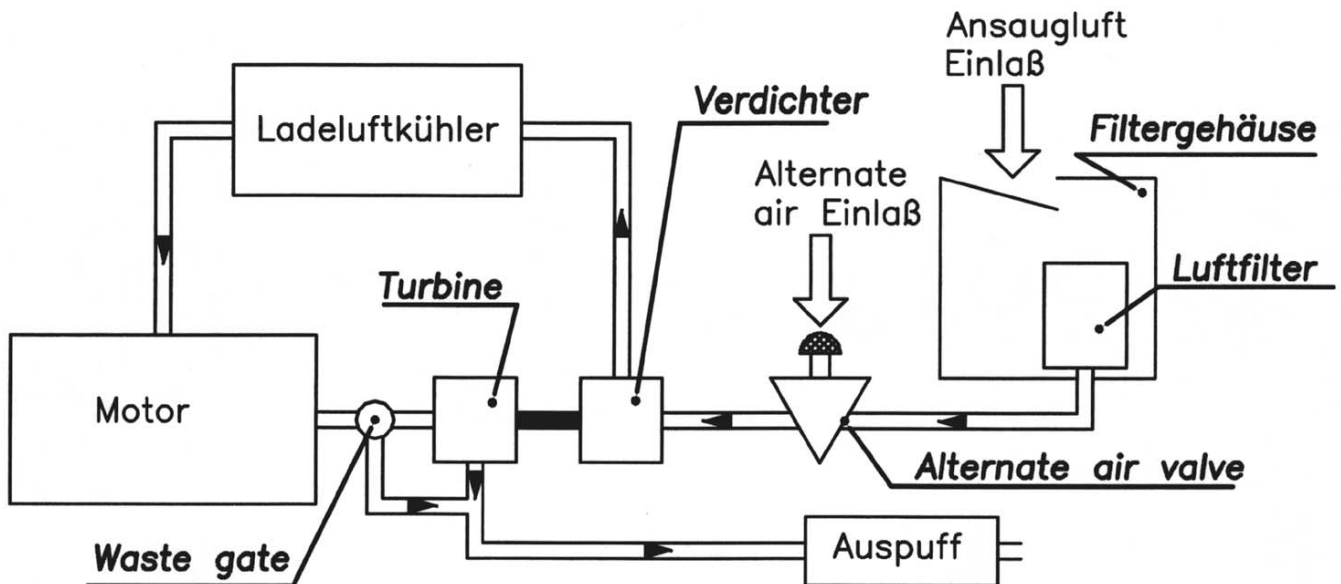 Ansaugluft
Einlaß
Ladeluftkühler
Verdichter
Filtergehäuse
Alternate
air Einlaß
Turbine
Luftfilter
Motor
Alternate air valve
Waste gate
Auspuff